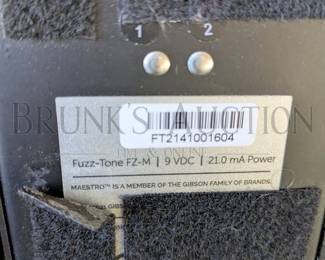 1 2
BRUNK'S AUCTION
FT2141001604
Fuzz-Tone FZ-M | 9 VDC | 21.0 mA Power
MAESTRO™ IS A MEMBER OF THE GIBSON FAMILY OF BRANDS.